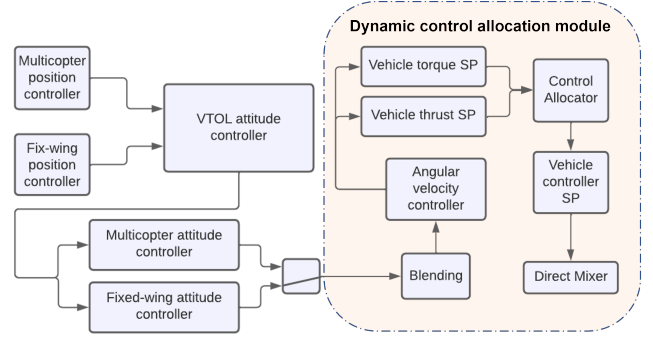 Dynamic control allocation module
Multicopter
position
controller
Fix-wing
position
controller
VTOL attitude
controller
Multicopter attitude
controller
Fixed-wing attitude
controller
Blending
Angular
velocity
controller
Vehicle torque SP
Vehicle thrust SP
Control
Allocator
Vehicle
controller
SP
Direct Mixer